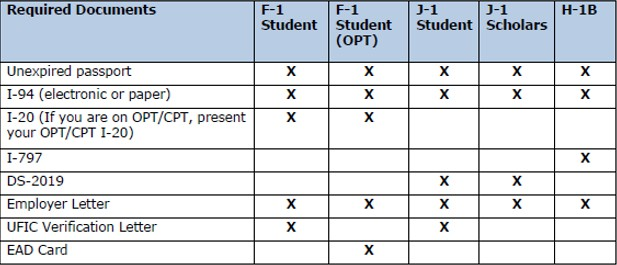 Required Documents F-1 Student F-1 Student (OPT) J-1 Student J-1 Scholars H-1B
Unexpired passport X X X X X
I-94 (electronic or paper) X X X X X
I-20 (If you are on OPT/CPT, present your OPT/CPT I-20) X X
I-797 X
DS-2019 X X
Employer Letter X X X X X
UFIC Verification Letter X X
EAD Card X